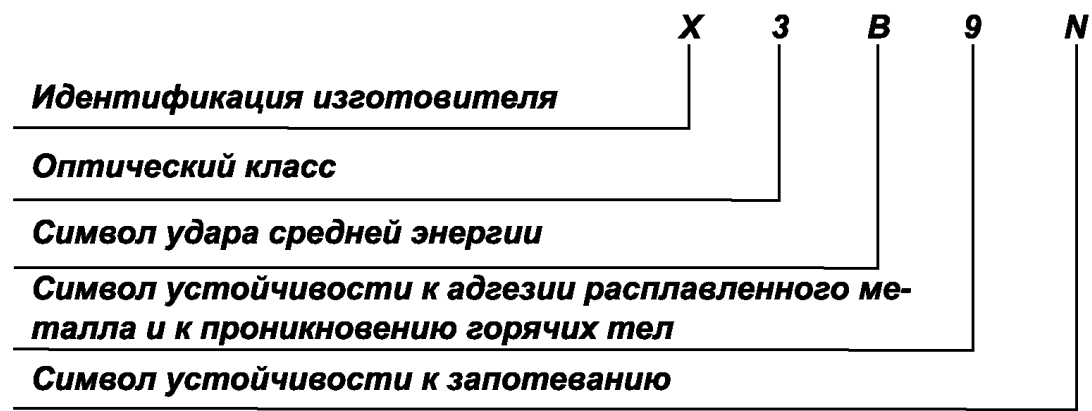 X 3 B 9 N
Идентификация изготовителя
Оптический класс
Символ удара средней энергии
Символ устойчивости к адгезии расплавленного ме-
талла и к проникновению горячих тел
Символ устойчивости к запотеванию